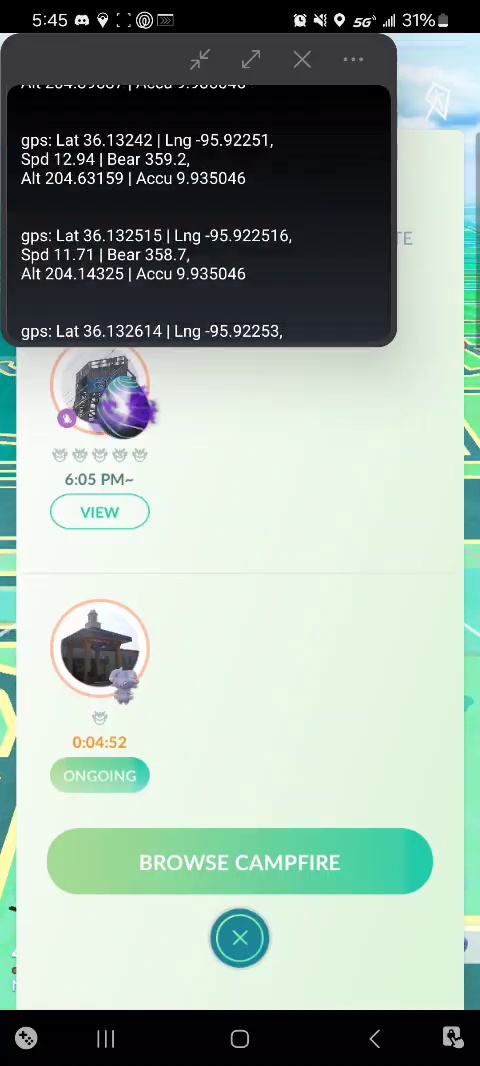 5:45
5G
31%
Alt 204.39637 | Accu 9.935046
gps: Lat 36.13242 | Lng -95.92251,
Spd 12.94 | Bear 359.2,
Alt 204.63159 | Accu 9.935046
gps: Lat 36.132515 | Lng -95.922516,
Spd 11.71 | Bear 358.7,
Alt 204.14325 | Accu 9.935046
gps: Lat 36.132614 | Lng -95.92253,
TE
6:05 PM~
VIEW
0:04:52
ONGOING
BROWSE CAMPFIRE